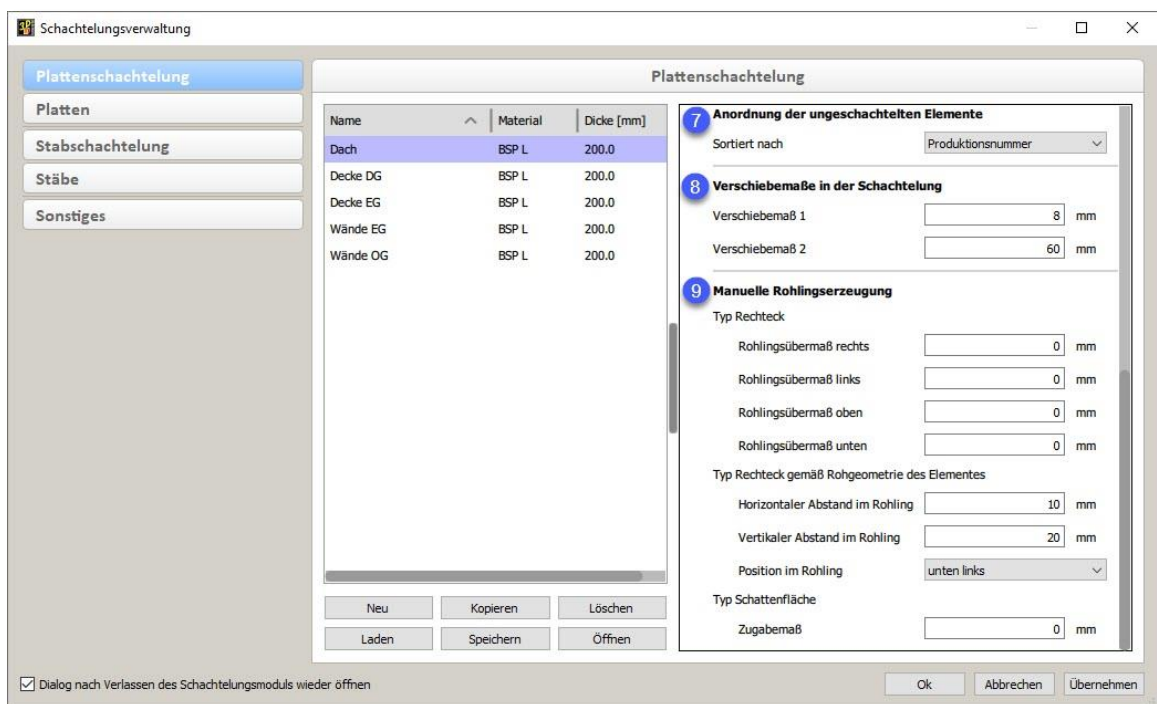 Schachtelungsverwaltung
Plattenschachtelung
Platten
Stabschachtelung
Stäbe
Sonstiges
Plattenschachtelung
Name Material Dicke [mm]
Dach BSP L 200.0
Decke DG BSP L 200.0
Decke EG BSP L 200.0
Wände EG BSP L 200.0
Wände OG BSP L 200.0
Neu Kopieren Löschen
Laden Speichern Öffnen
7 Anordnung der ungeschachtelten Elemente
Sortiert nach Produktionsnummer
8 Verschiebemaße in der Schachtelung
Verschiebemaß 1 8 mm
Verschiebemaß 2 60 mm
9 Manuelle Rohlingserzeugung
Typ Rechteck
Rohlingsübermaß rechts 0 mm
Rohlingsübermaß links 0 mm
Rohlingsübermaß oben 0 mm
Rohlingsübermaß unten 0 mm
Typ Rechteck gemäß Rohgeometrie des Elementes
Horizontaler Abstand im Rohling 10 mm
Vertikaler Abstand im Rohling 20 mm
Position im Rohling unten links
Typ Schattenfläche
Zugabemaß 0 mm
Dialog nach Verlassen des Schachtelungsmoduls wieder öffnen
Ok Abbrechen Übernehmen